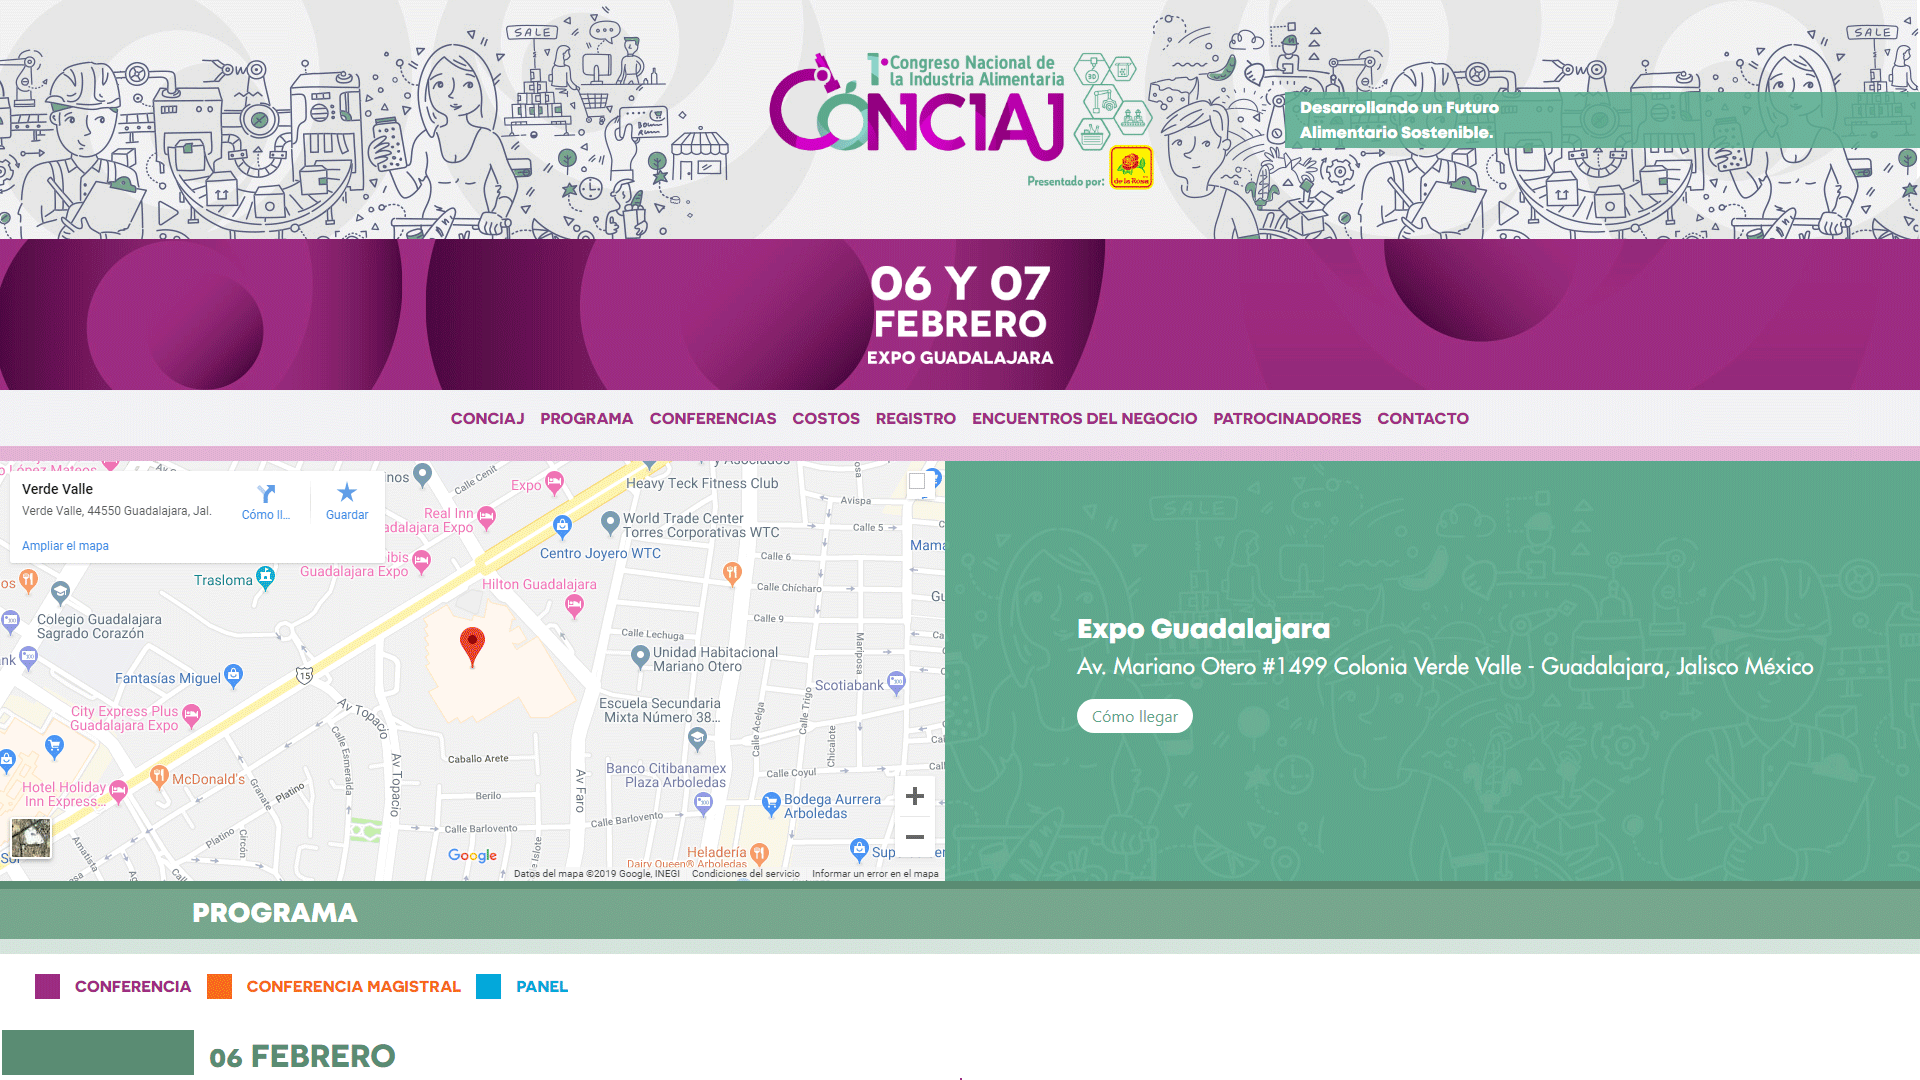 SALE
1er Congreso Nacional de
la Industria Alimentaria
CONCIAJ
Presentado por:
de la Rosa
Desarrollando un Futuro
Alimentario Sostenible.
SALE
06 Y 07
FEBRERO
EXPO GUADALAJARA
CONCIAJ PROGRAMA CONFERENCIAS COSTOS REGISTRO ENCUENTROS DEL NEGOCIO PATROCINADORES CONTACTO
Verde Valle
Verde Valle, 44550 Guadalajara, Jal.
Cómo ll...
Guardar
Ampliar el mapa
Calle Cenit
Expo
Heavy Teck Fitness Club
Avispa
Real Inn
Guadalajara Expo
World Trade Center
Torres Corporativas WTC
Calle 5
Centro Joyero WTC
Calle 6
Ibis
Guadalajara Expo
Trasloma
Hilton Guadalajara
Calle Chícharo
Colegio Guadalajara
Sagrado Corazón
Calle 9
Calle Lechuga
Mariposa
Unidad Habitacional
Mariano Otero
15
Fantasías Miguel
Scotiabank
City Express Plus
Guadalajara Expo
Av Topacio
Escuela Secundaria
Mixta Número 38...
Calle Acelga
Calle Trigo
Chicalote
Calle Esmeralda
Caballo Arete
Banco Citibanamex
Plaza Arboledas
Calle Coyul
McDonald's
Hotel Holiday
Inn Express...
Granate
Platino
Av Topacio
Berilo
Av Faro
Bodega Aurrera
Arboledas
Calle Barlovento
Calle Barlovento
Platino
Circón
Amatista
Islote
Google
Heladería
Dairy Queen® Arboledas
Datos del mapa ©2019 Google, INEGI
Condiciones del servicio
Informar un error en el mapa
Expo Guadalajara
Av. Mariano Otero #1499 Colonia Verde Valle - Guadalajara, Jalisco México
Cómo llegar
PROGRAMA
CONFERENCIA CONFERENCIA MAGISTRAL PANEL
06 FEBRERO